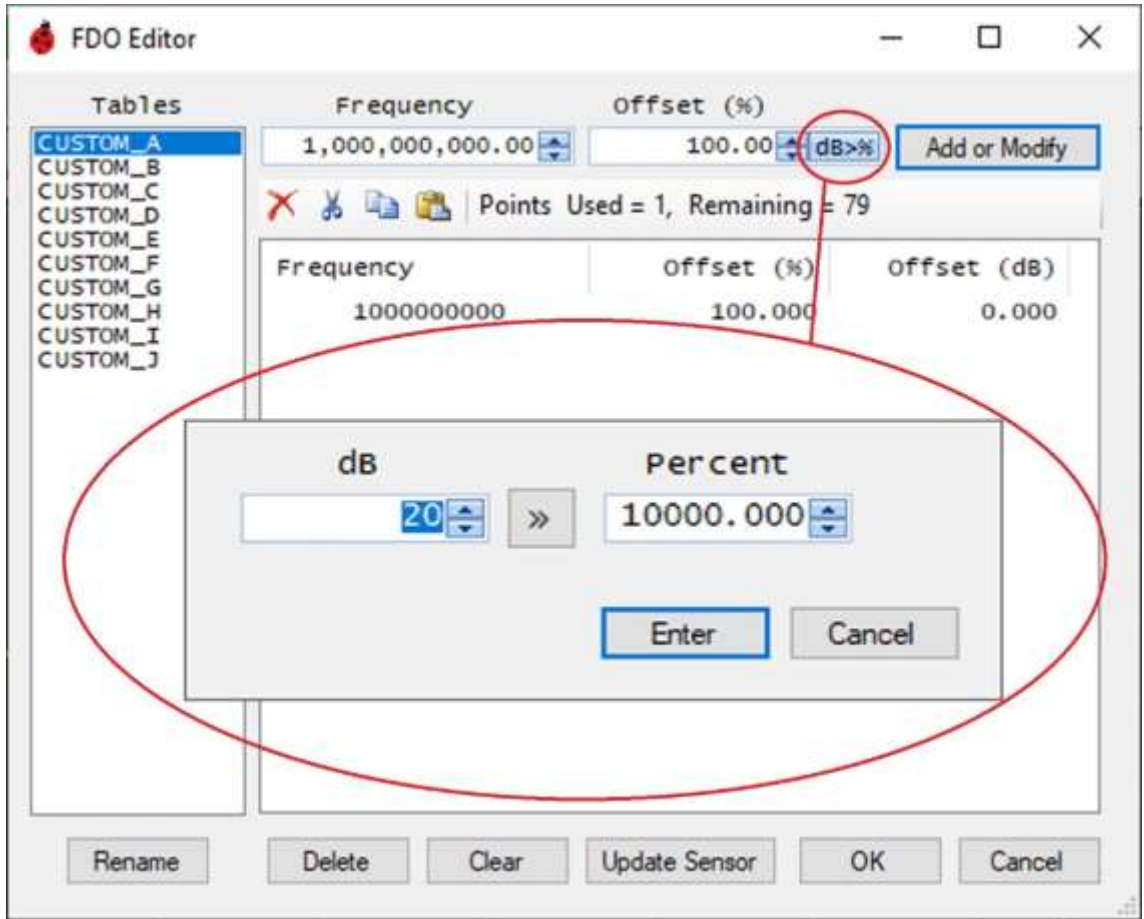 FDO Editor
Tables
Frequency
Offset (%)
CUSTOM_A
CUSTOM_B
CUSTOM_C
CUSTOM_D
CUSTOM_E
CUSTOM_F
CUSTOM_G
CUSTOM_H
CUSTOM_I
CUSTOM_J
1,000,000,000.00
100.00
dB>%
Add or Modify
Points Used = 1, Remaining = 79
Frequency Offset (%) Offset (dB)
1000000000 100.000 0.000
dB Percent
20 » 10000.000
Enter Cancel
Rename Delete Clear Update Sensor OK Cancel